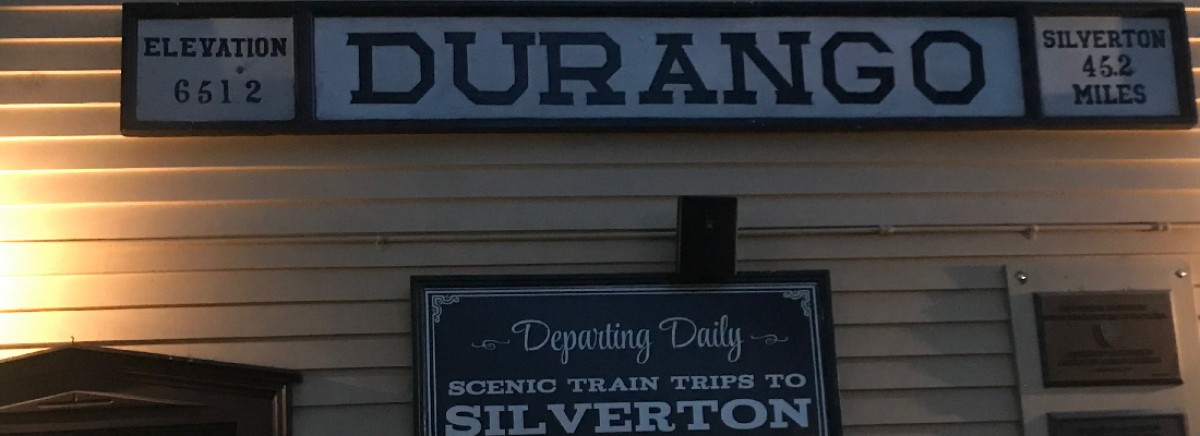 ELEVATION
6512
DURANGO
SILVERTON
45.2
MILES
Departing Daily
SCENIC TRAIN TRIPS TO
SILVERTON